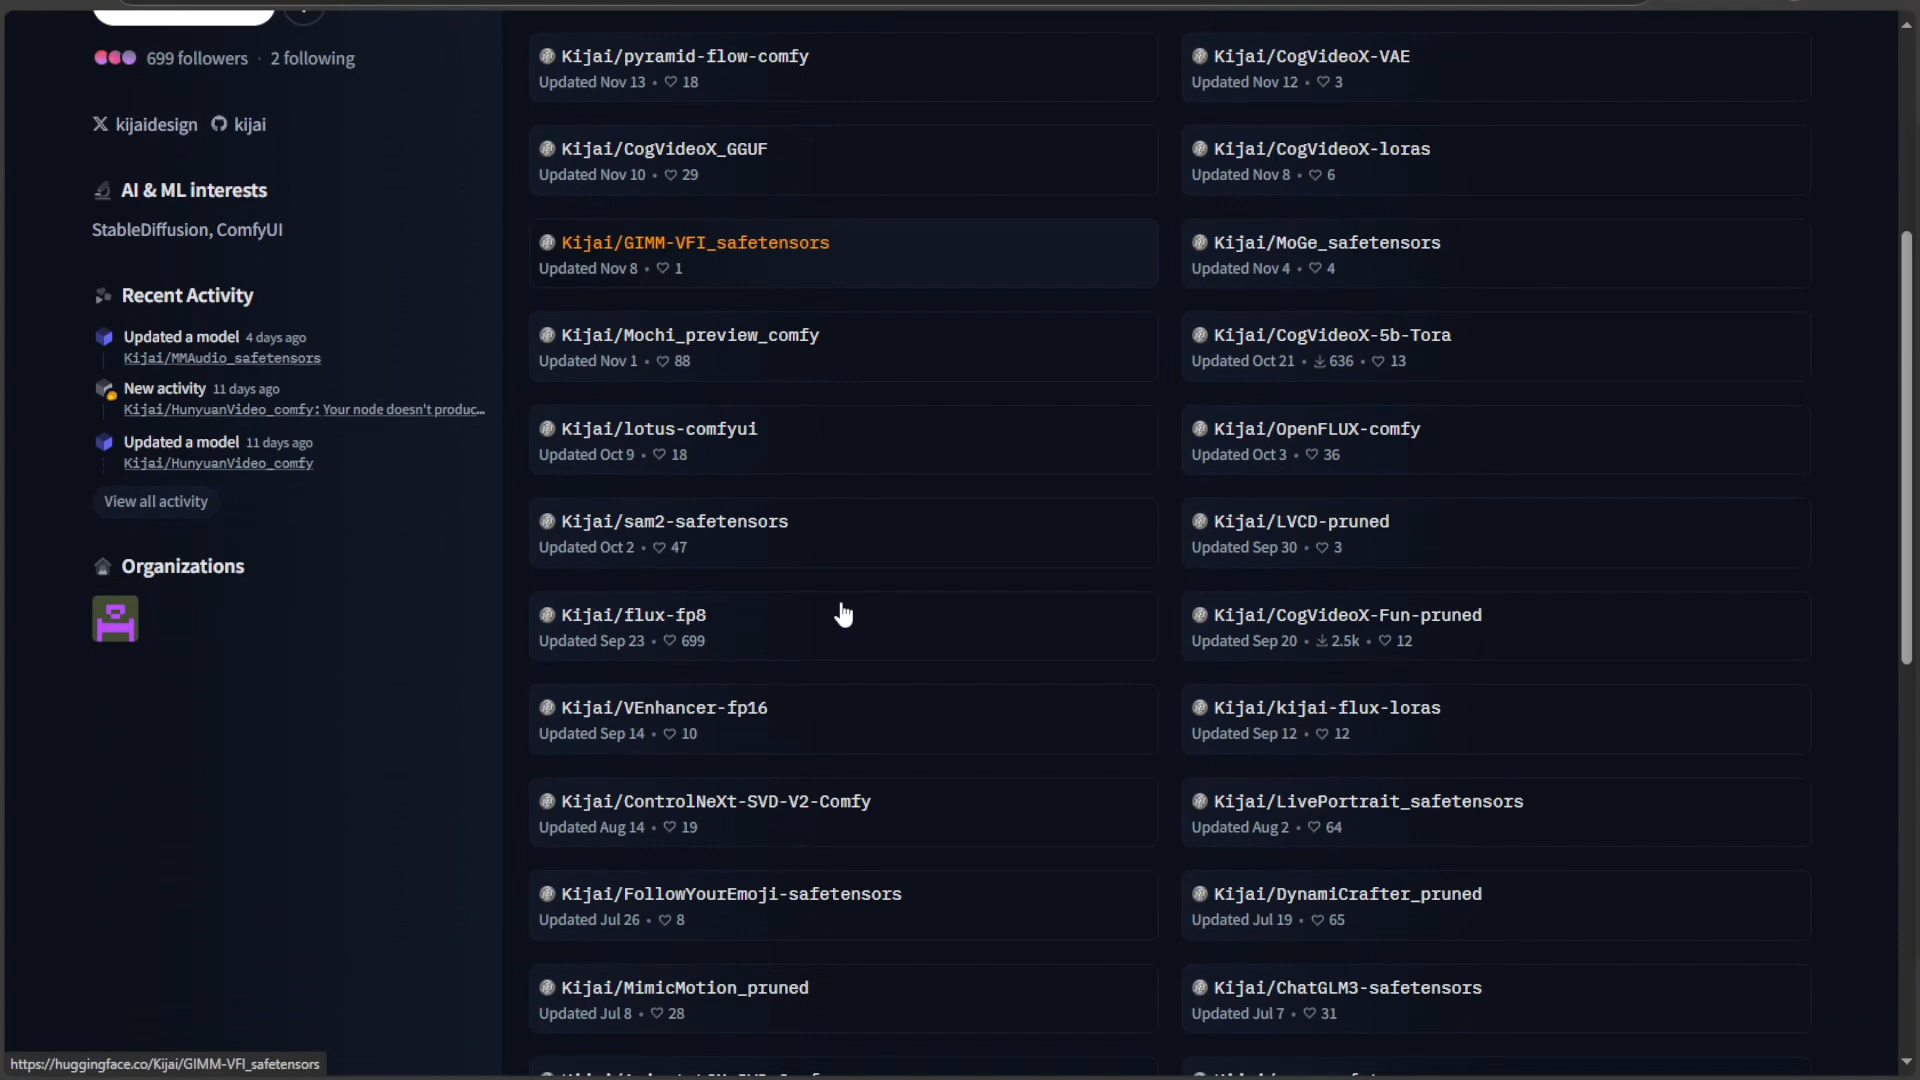 699 followers · 2 following
kijaidesign kijai
AI & ML interests
StableDiffusion, ComfyUI
Recent Activity
Updated a model 4 days ago
Kijai/MMAudio_safetensors
New activity 11 days ago
Kijai/HunyuanVideo_comfy: Your node doesn't produc...
Updated a model 11 days ago
Kijai/HunyuanVideo_comfy
View all activity
Organizations
Kijai/pyramid-flow-comfy
Updated Nov 13 • 18
Kijai/CogVideoX-VAE
Updated Nov 12 • 3
Kijai/CogVideoX_GGUF
Updated Nov 10 • 29
Kijai/CogVideoX-loras
Updated Nov 8 • 6
Kijai/GIMM-VFI_safetensors
Updated Nov 8 • 1
Kijai/MoGe_safetensors
Updated Nov 4 • 4
Kijai/Mochi_preview_comfy
Updated Nov 1 • 88
Kijai/CogVideoX-5b-Tora
Updated Oct 21 • 636 • 13
Kijai/lotus-comfyui
Updated Oct 9 • 18
Kijai/OpenFLUX-comfy
Updated Oct 3 • 36
Kijai/sam2-safetensors
Updated Oct 2 • 47
Kijai/LVCD-pruned
Updated Sep 30 • 3
Kijai/flux-fp8
Updated Sep 23 • 699
Kijai/CogVideoX-Fun-pruned
Updated Sep 20 • 2.5k • 12
Kijai/VEnhancer-fp16
Updated Sep 14 • 10
Kijai/kijai-flux-loras
Updated Sep 12 • 12
Kijai/ControlNeXt-SVD-V2-Comfy
Updated Aug 14 • 19
Kijai/LivePortrait_safetensors
Updated Aug 2 • 64
Kijai/FollowYourEmoji-safetensors
Updated Jul 26 • 8
Kijai/DynamiCrafter_pruned
Updated Jul 19 • 65
Kijai/MimicMotion_pruned
Updated Jul 8 • 28
Kijai/ChatGLM3-safetensors
Updated Jul 7 • 31
https://huggingface.co/Kijai/GIMM-VFI_safetensors